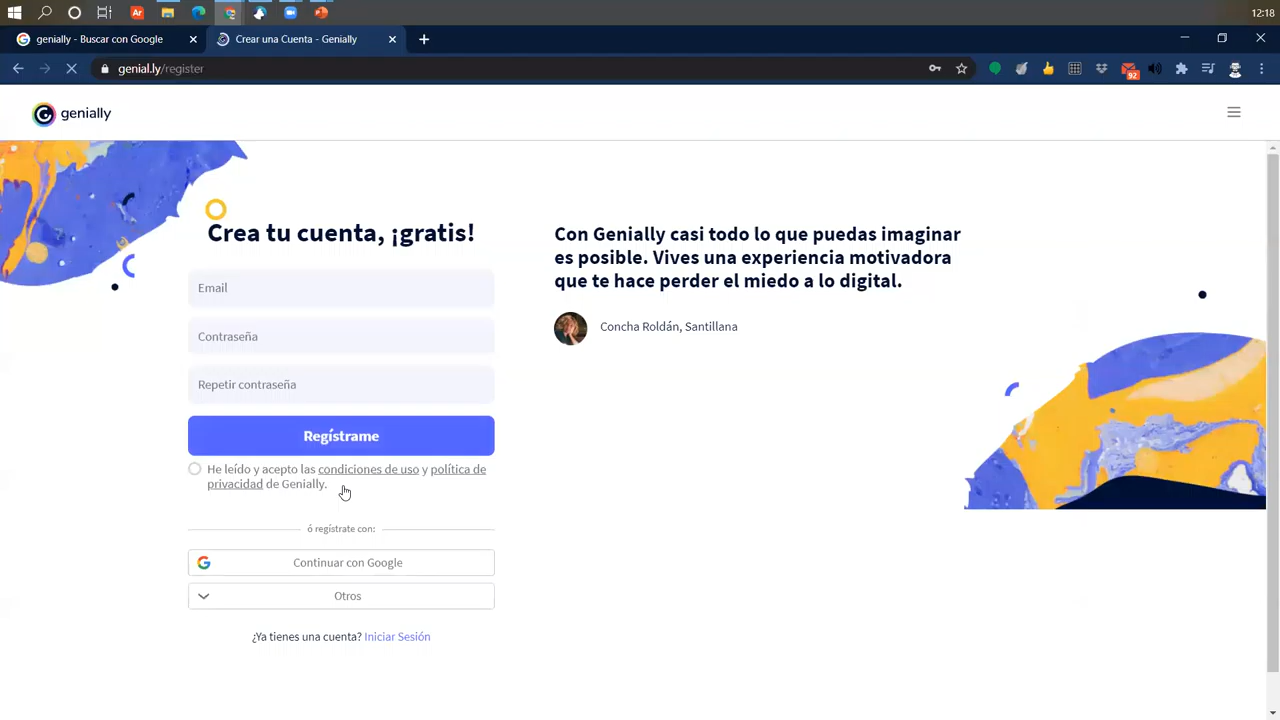 12:18
genially - Buscar con Google
Crear una Cuenta - Genially
genial.ly/register
92
genially
Crea tu cuenta, ¡gratis!
Email
Contraseña
Repetir contraseña
Regístrame
He leído y acepto las condiciones de uso y política de
privacidad de Genially.
ó regístrate con:
Continuar con Google
Otros
¿Ya tienes una cuenta? Iniciar Sesión
Con Genially casi todo lo que puedas imaginar
es posible. Vives una experiencia motivadora
que te hace perder el miedo a lo digital.
Concha Roldán, Santillana